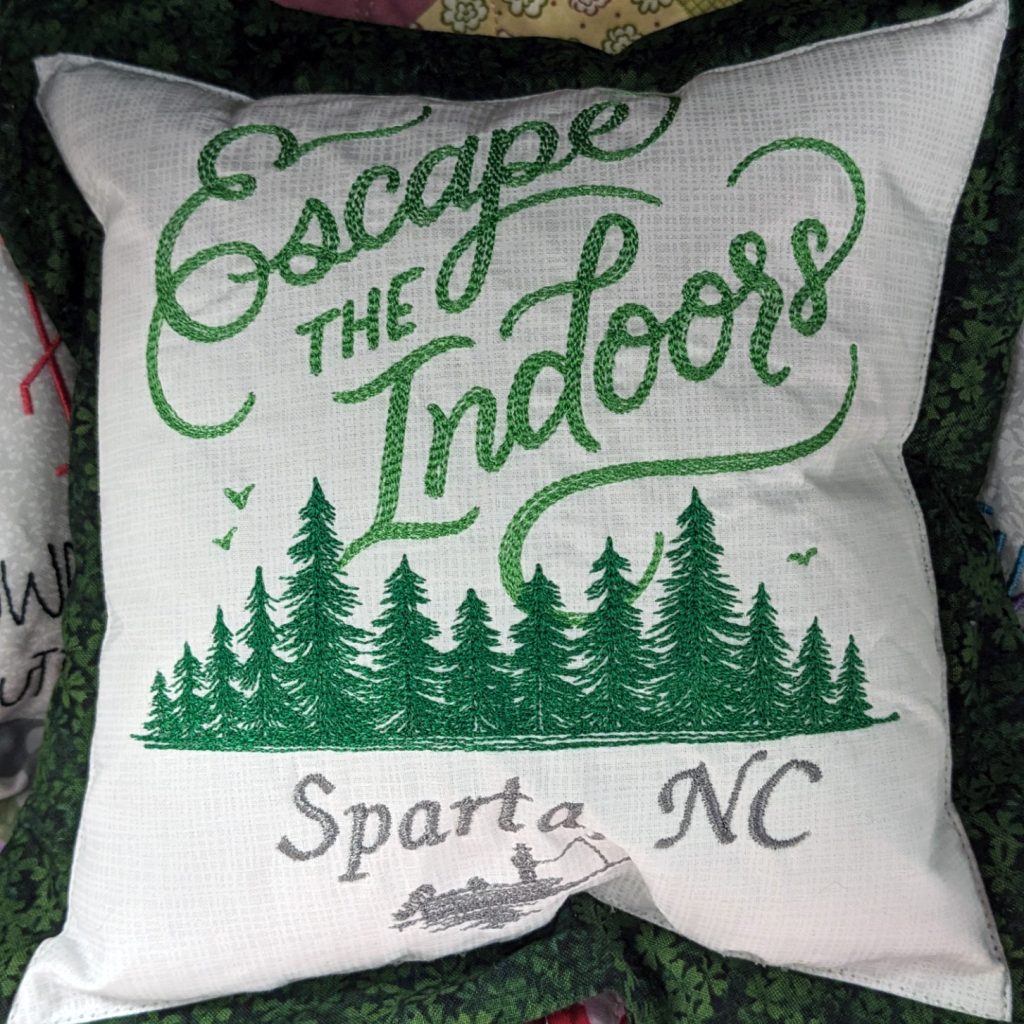 Escape
THE
Indoors
Sparta, NC